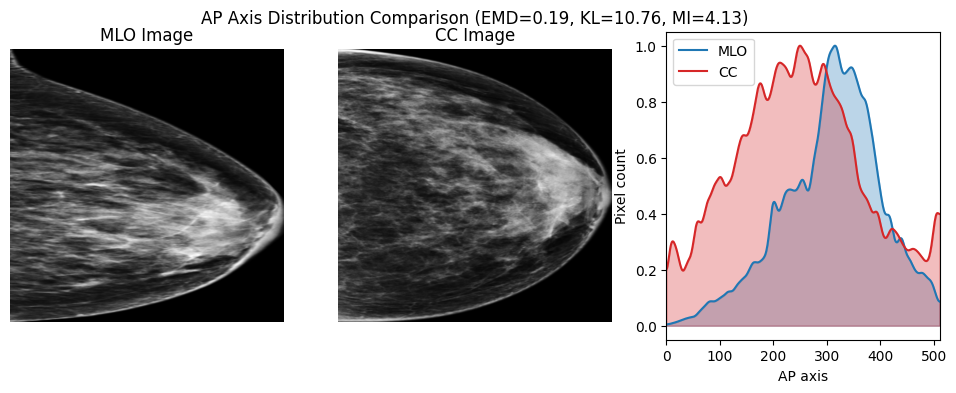 AP Axis Distribution Comparison (EMD=0.19, KL=10.76, MI=4.13)
MLO Image
CC Image
MLO
CC
1.0
0.8
0.6
0.4
0.2
0.0
Pixel count
0 100 200 300 400 500
AP axis